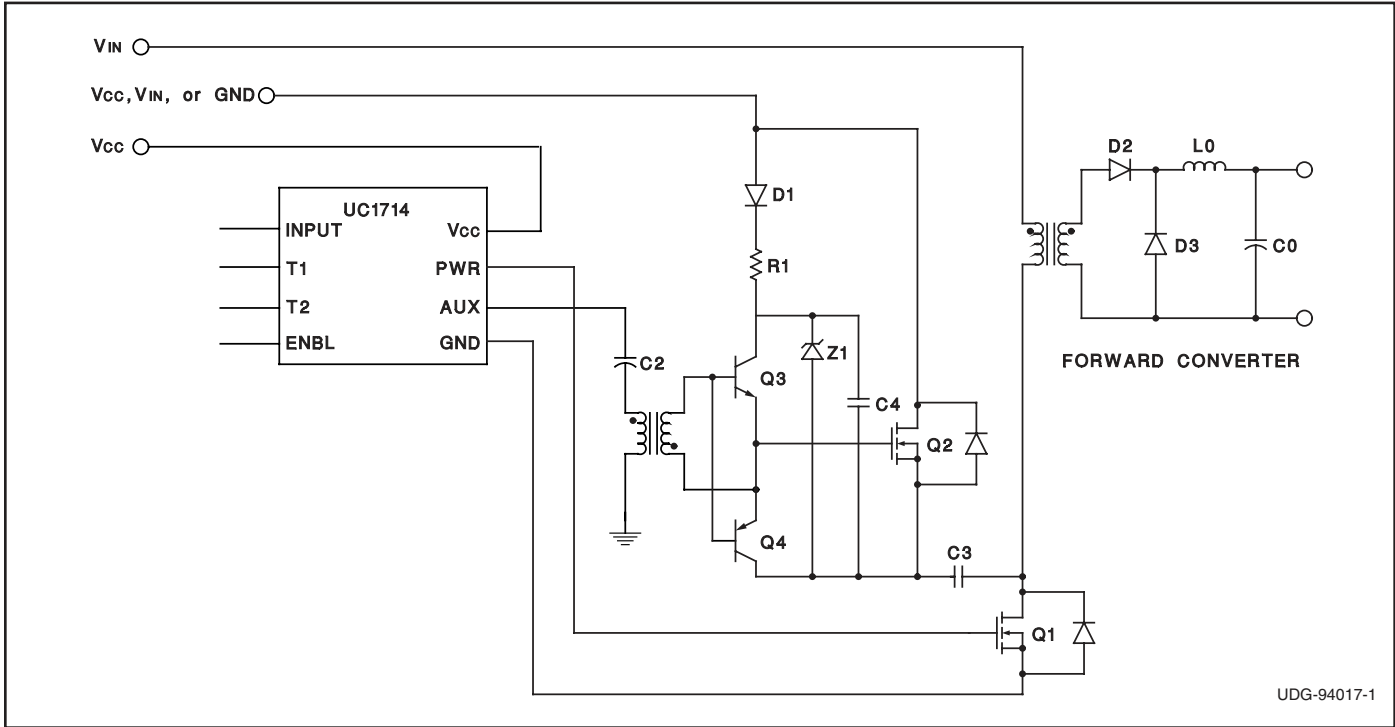 VIN
VCC, VIN, or GND
VCC
D2
L0
D1
UC1714
INPUT
VCC
D3
C0
T1
PWR
R1
T2
AUX
ENBL
GND
C2
Z1
FORWARD CONVERTER
Q3
C4
Q2
Q4
C3
Q1
UDG-94017-1